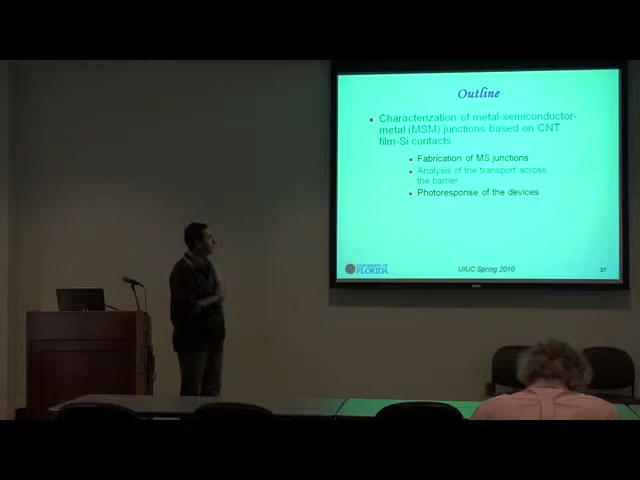 Outline
Characterization of metal-semiconductor-
metal (MSM) junctions based on CNT
film-Si contacts
Fabrication of MS junctions
Analysis of the transport across
the barrier
Photoresponse of the devices
UNIVERSITY OF
FLORIDA
UIUC Spring 2010
37